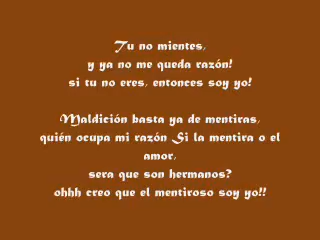 Tu no mientes,
y ya no me queda razón!
si tu no eres, entonces soy yo!
Maldición basta ya de mentiras,
quién ocupa mi razón Si la mentira o el
amor,
sera que son hermanos?
ohhh creo que el mentiroso soy yo!!